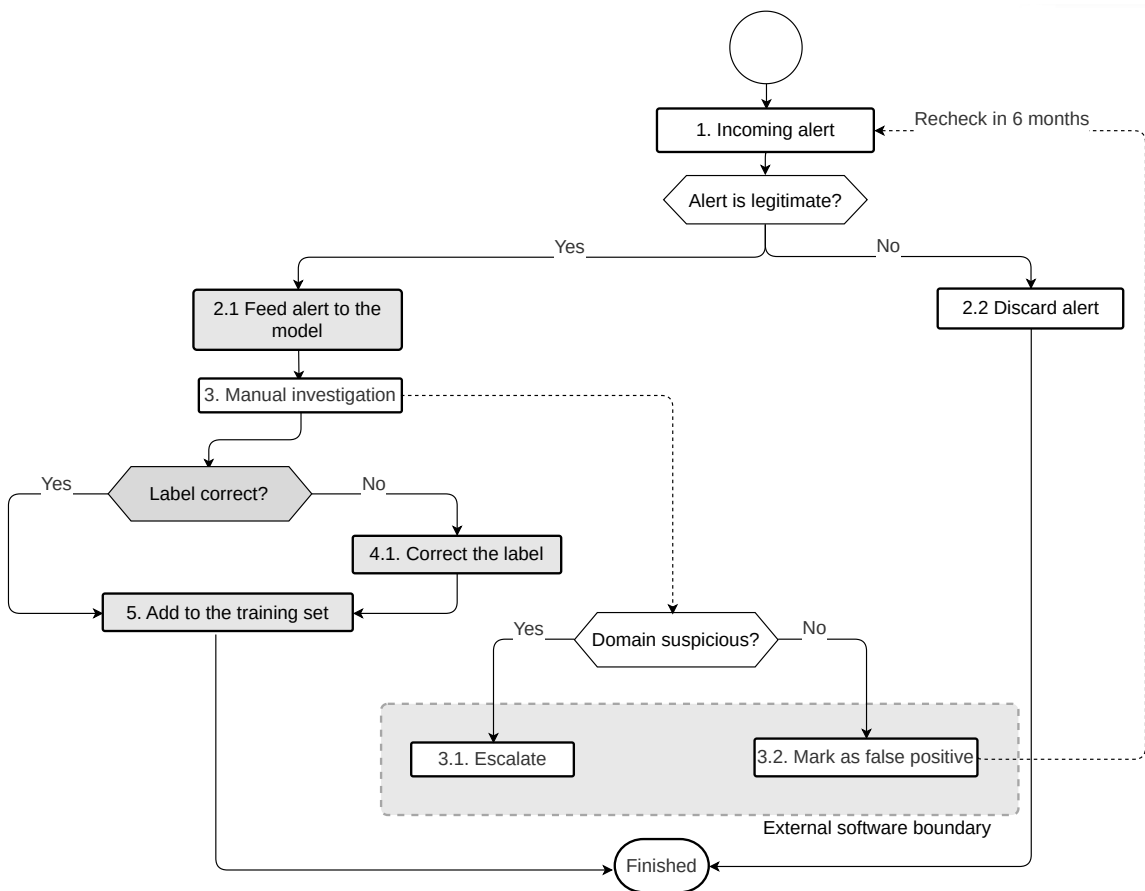 Recheck in 6 months
1. Incoming alert
Alert is legitimate?
Yes
No
2.1 Feed alert to the
model
2.2 Discard alert
3. Manual investigation
Yes
Label correct?
No
4.1. Correct the label
5. Add to the training set
Yes
Domain suspicious?
No
3.1. Escalate
3.2. Mark as false positive
External software boundary
Finished